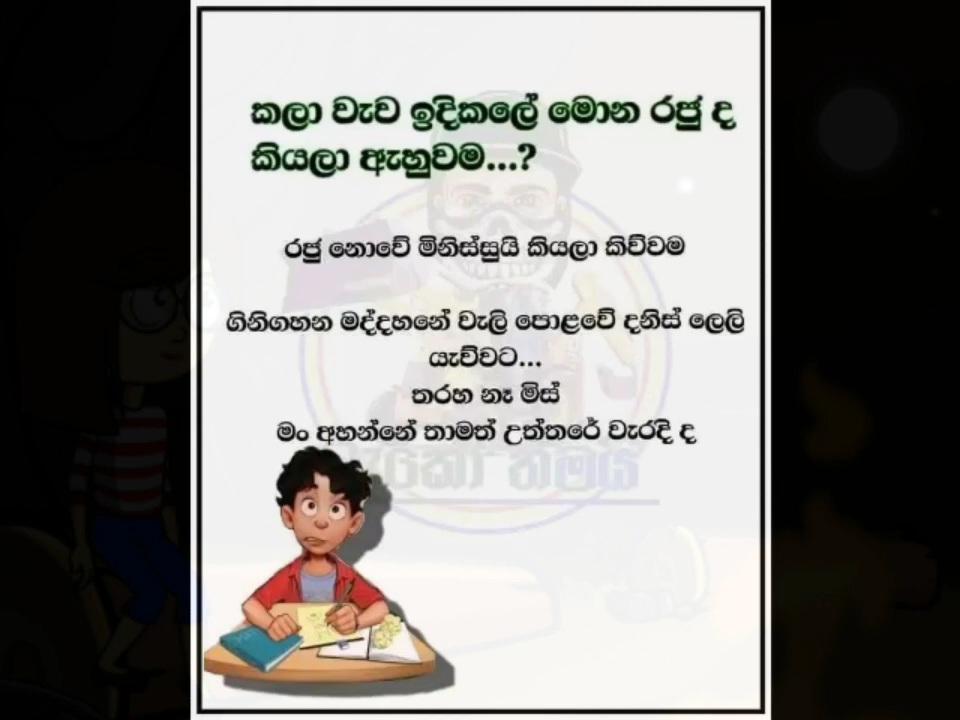 කලා වැව ඉදිකලේ මොන රජු ද
කියලා ඇහුවම...?
රජු නොවේ මිනිස්සුයි කියලා කිව්වම
ගිනිගහන මද්දහනේ වැලි පොළවේ දනිස් ලෙලි
යැව්වට...
තරහ නෑ මිස්
මං අහන්නේ තාමත් උත්තරේ වැරදි ද